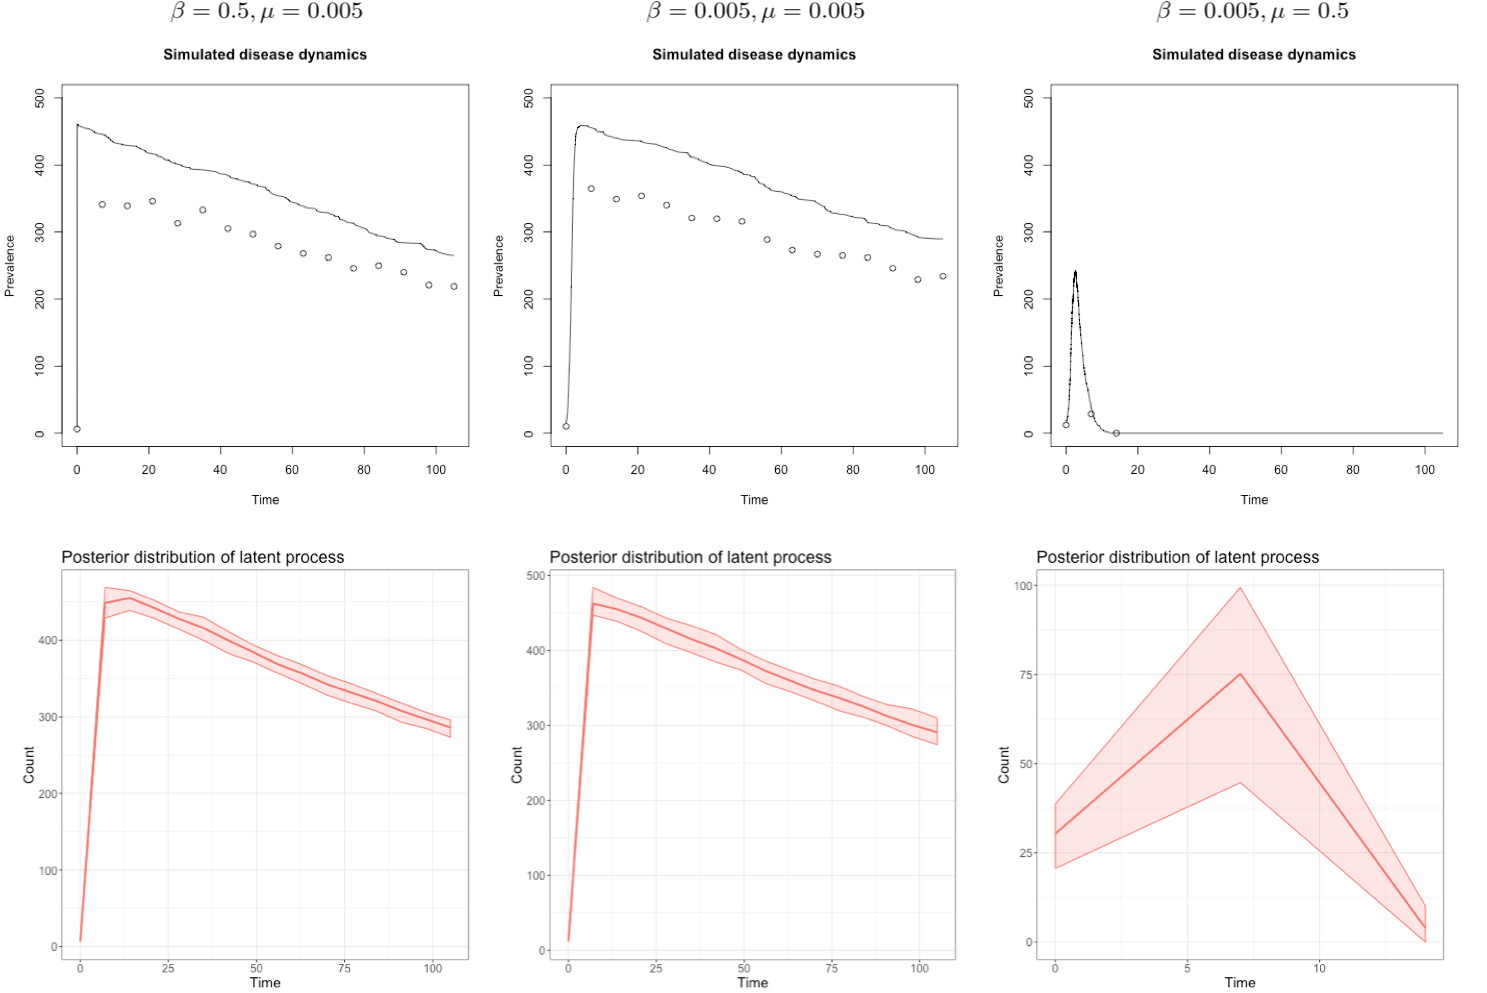 β = 0.5, μ = 0.005
β = 0.005, μ = 0.005
β = 0.005, μ = 0.5
Simulated disease dynamics
Prevalence
500
400
300
200
100
0
0 20 40 60 80 100
Time
Simulated disease dynamics
Prevalence
500
400
300
200
100
0
0 20 40 60 80 100
Time
Simulated disease dynamics
Prevalence
500
400
300
200
100
0
0 20 40 60 80 100
Time
Posterior distribution of latent process
Count
400
300
200
100
0
0 25 50 75 100
Time
Posterior distribution of latent process
Count
500
400
300
200
100
0
0 25 50 75 100
Time
Posterior distribution of latent process
Count
100
75
50
25
0
0 5 10
Time